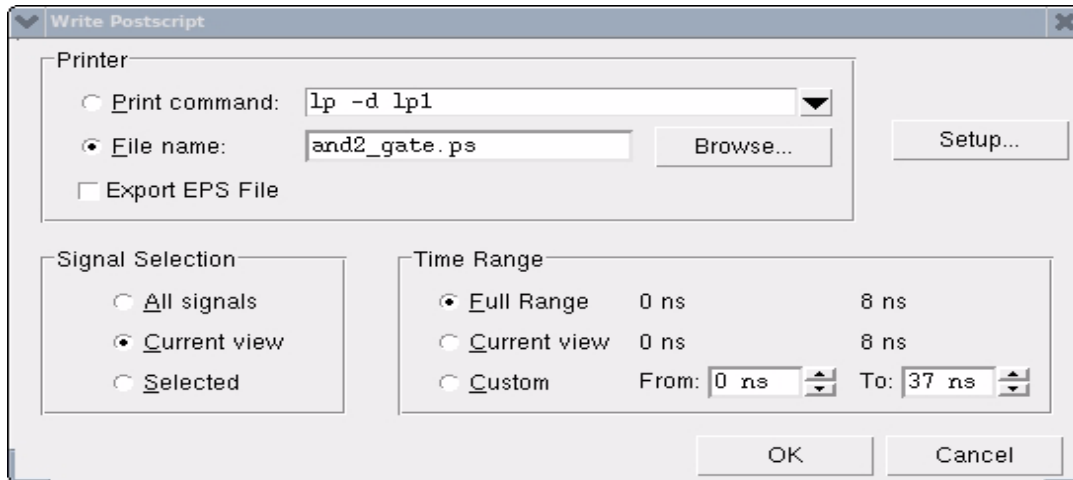 Write Postscript
Printer
Print command: lp -d lp1
File name: and2_gate.ps Browse...
Setup...
Export EPS File
Signal Selection
All signals
Current view
Selected
Time Range
Full Range 0 ns 8 ns
Current view 0 ns 8 ns
Custom From: 0 ns To: 37 ns
OK Cancel